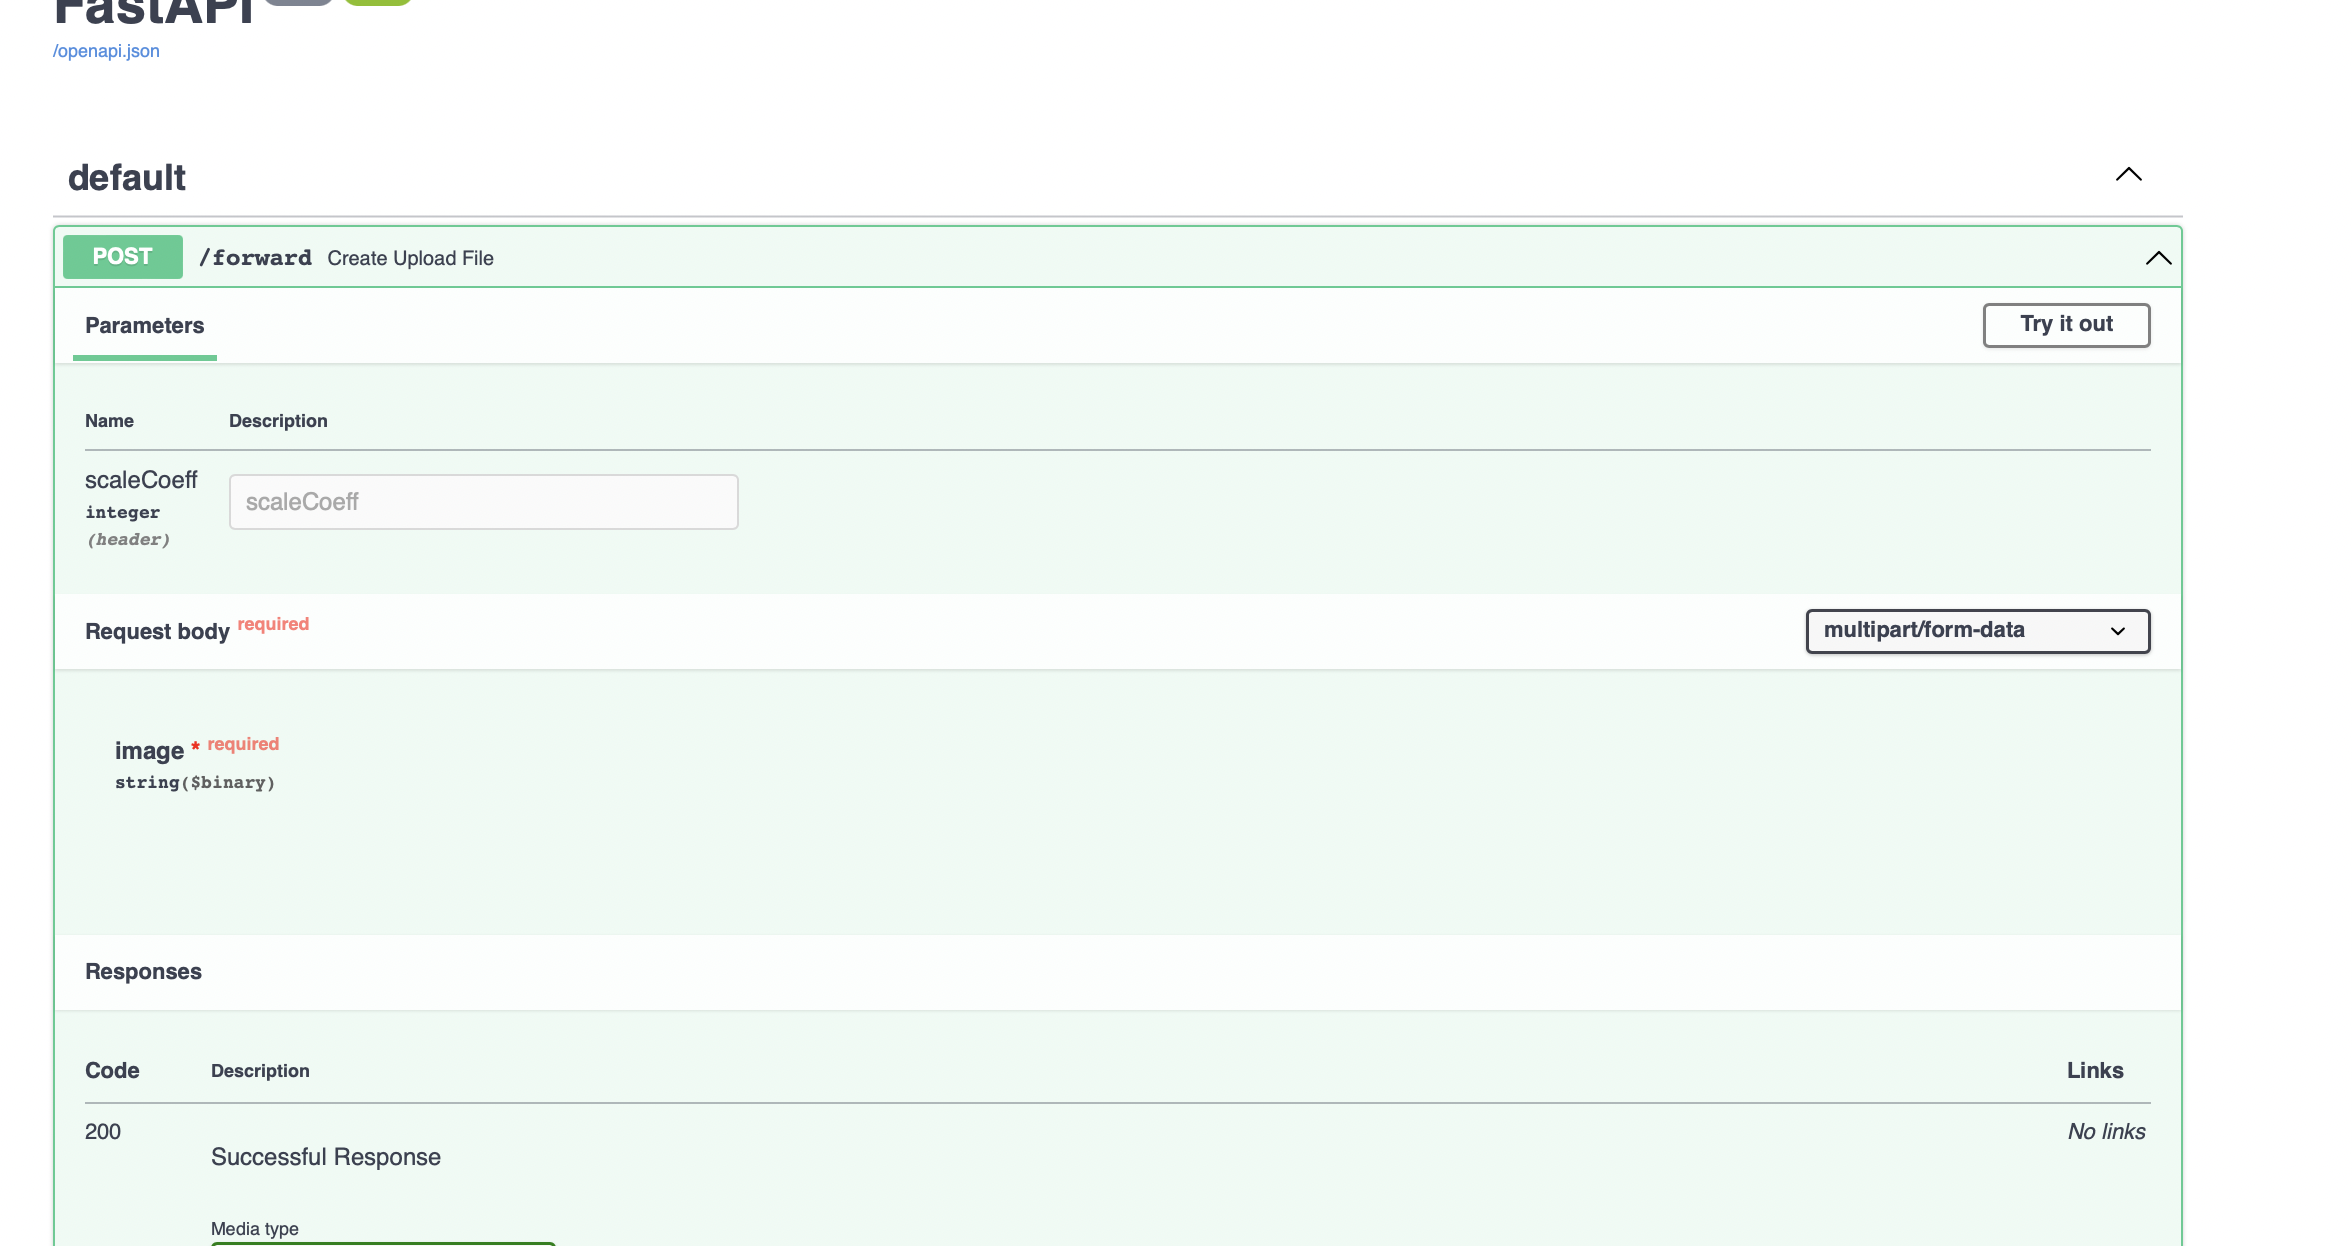 FastAPI
/openapi.json
default
POST /forward Create Upload File
Parameters
Try it out
Name Description
scaleCoeff
integer
(header)
scaleCoeff
Request body required
multipart/form-data
image * required
string($binary)
Responses
Code Description Links
200
Successful Response
No links
Media type